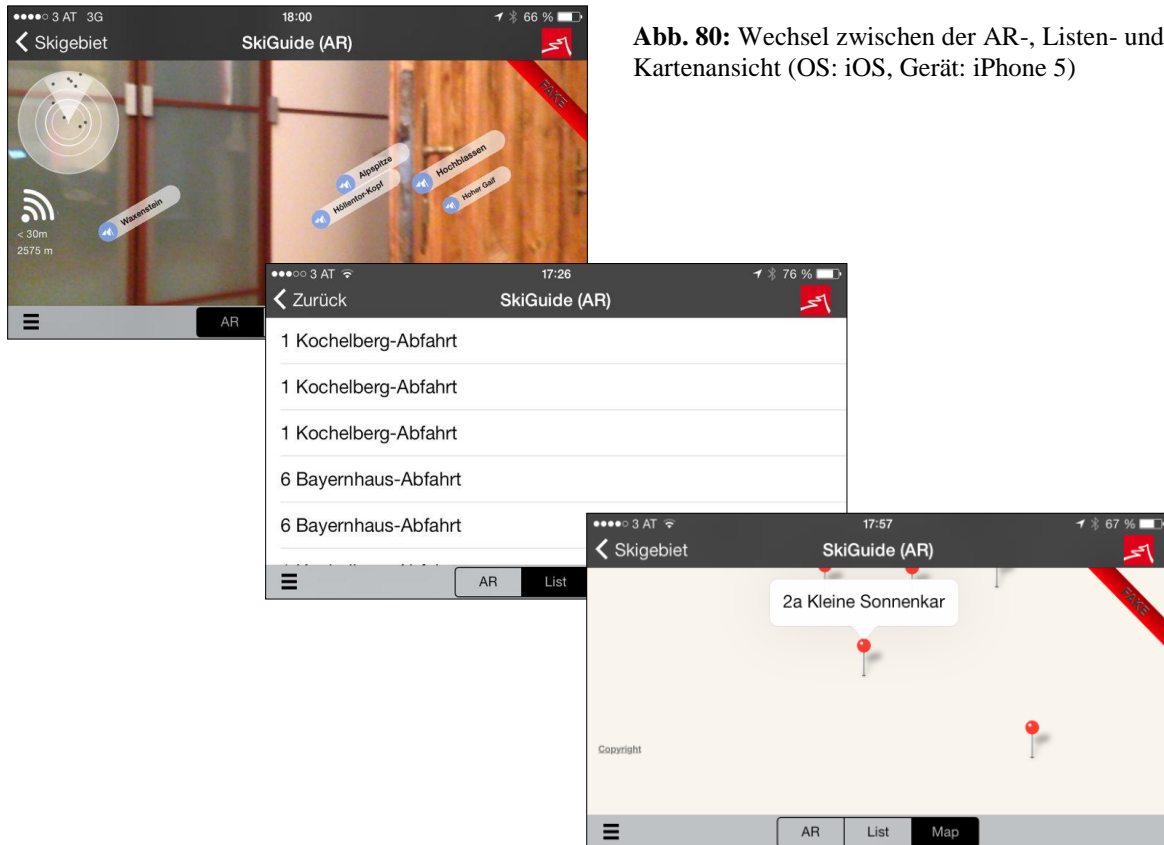 3 AT 3G 18:00 66 %
Skigebiet SkiGuide (AR)
Abb. 80: Wechsel zwischen der AR-, Listen- und
Kartenansicht (OS: iOS, Gerät: iPhone 5)
FAKE
Alpspitze
Hochblassen
Höllentor-Kopf
Hoher Gaif
Waxenstein
< 30m
2575 m
AR
3 AT 17:26 76 %
Zurück SkiGuide (AR)
1 Kochelberg-Abfahrt
1 Kochelberg-Abfahrt
1 Kochelberg-Abfahrt
6 Bayernhaus-Abfahrt
6 Bayernhaus-Abfahrt
AR List
3 AT 17:57 67 %
Skigebiet SkiGuide (AR)
FAKE
2a Kleine Sonnenkar
Copyright
AR List Map